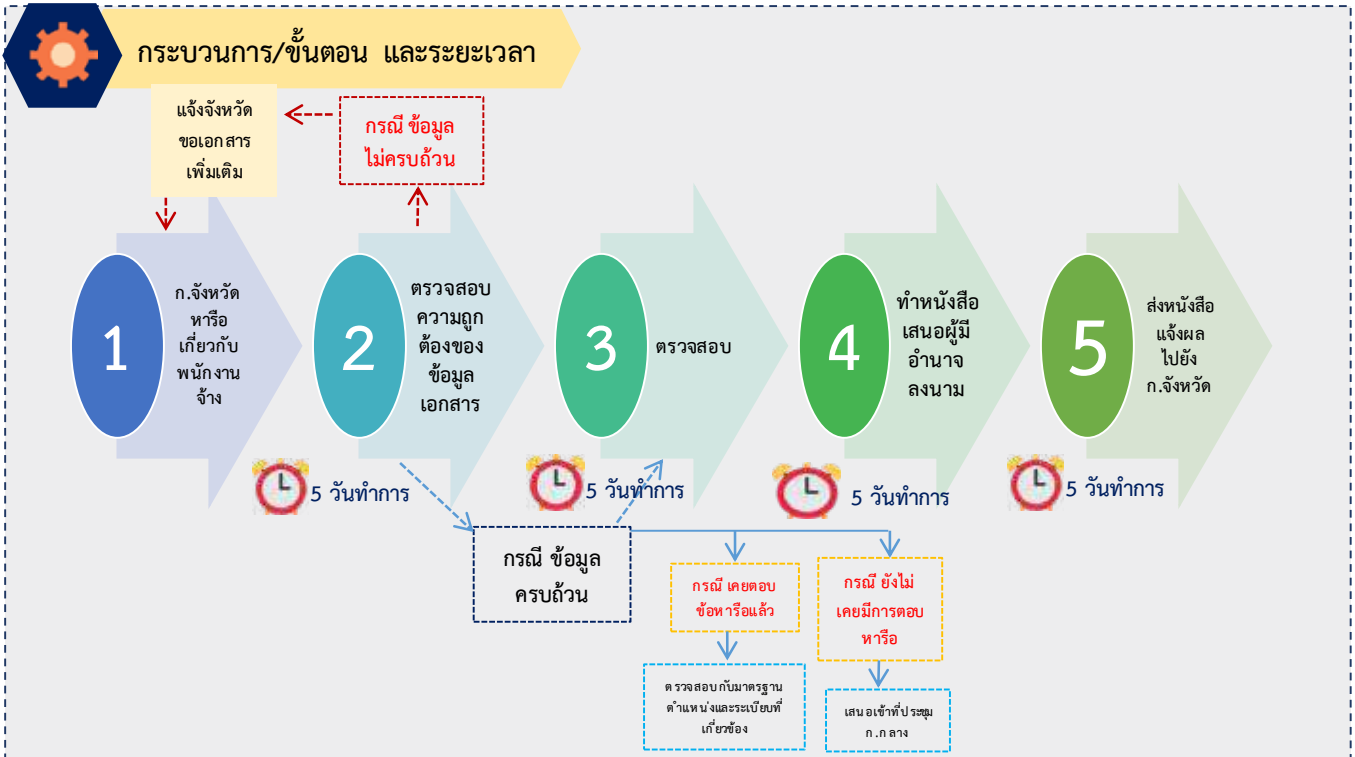 กระบวนการ/ขั้นตอน และระยะเวลา
แจ้งจังหวัด
ขอเอกสาร
เพิ่มเติม
กรณี ข้อมูล
ไม่ครบถ้วน
1
ก.จังหวัด
หารือ
เกี่ยวกับ
พนักงาน
จ้าง
2
ตรวจสอบ
ความถูก
ต้องของ
ข้อมูล
เอกสาร
3
ตรวจสอบ
4
ทำหนังสือ
เสนอผู้มี
อำนาจ
ลงนาม
5
ส่งหนังสือ
แจ้งผล
ไปยัง
ก.จังหวัด
5 วันทำการ
5 วันทำการ
5 วันทำการ
5 วันทำการ
กรณี ข้อมูล
ครบถ้วน
กรณี เคยตอบ
ข้อหารือแล้ว
กรณี ยังไม่
เคยมีการตอบ
หารือ
ตรวจสอบกับมาตรฐาน
ตำแหน่งและระเบียบที่
เกี่ยวข้อง
เสนอเข้าที่ประชุม
ก.กลาง